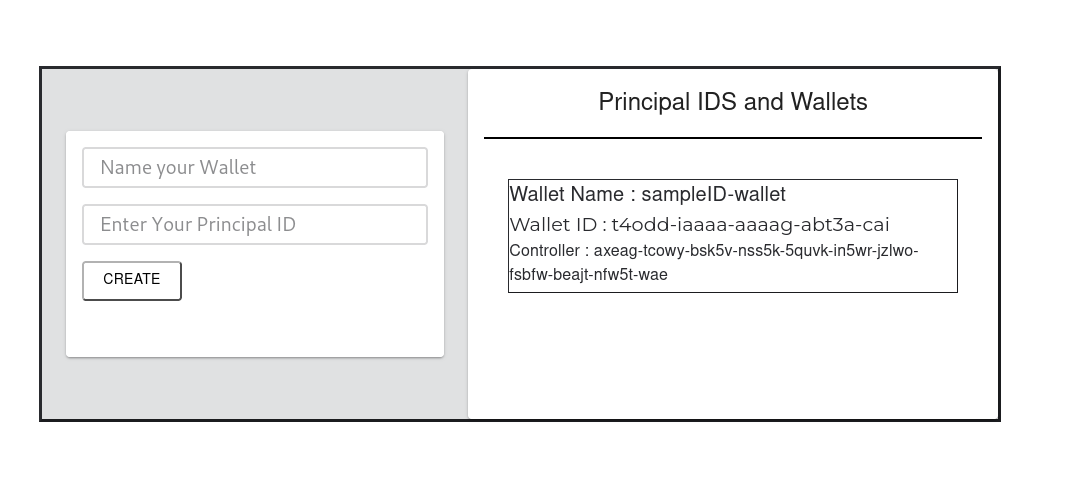 Name your Wallet
Enter Your Principal ID
CREATE
Principal IDS and Wallets
Wallet Name : sampleID-wallet
Wallet ID : t4odd-iaaaa-aaaag-abt3a-cai
Controller : axeag-tcowy-bsk5v-nss5k-5quvk-in5wr-jzlwo-
fsbfw-beajt-nfw5t-wae